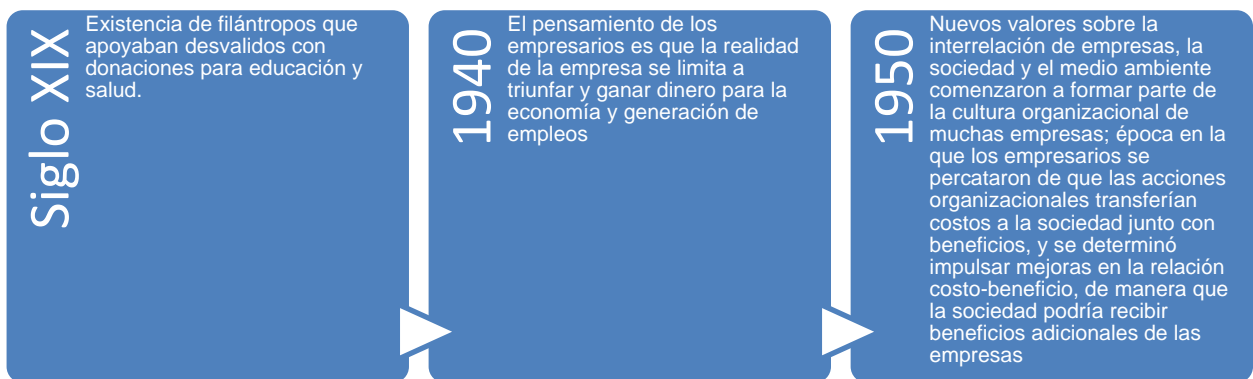 Siglo XIX
Existencia de filántropos que
apoyaban desvalidos con
donaciones para educación y
salud.
1940
El pensamiento de los
empresarios es que la realidad
de la empresa se limita a
triunfar y ganar dinero para la
economía y generación de
empleos
1950
Nuevos valores sobre la
interrelación de empresas, la
sociedad y el medio ambiente
comenzaron a formar parte de
la cultura organizacional de
muchas empresas; época en la
que los empresarios se
percataron de que las acciones
organizacionales transferían
costos a la sociedad junto con
beneficios, y se determinó
impulsar mejoras en la relación
costo-beneficio, de manera que
la sociedad podría recibir
beneficios adicionales de las
empresas